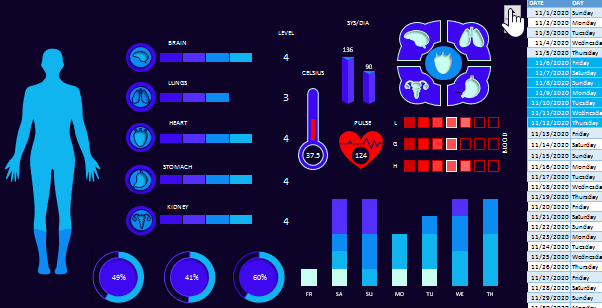 BRAIN
LUNGS
HEART
STOMACH
KIDNEY
LEVEL
4
3
4
4
4
49%
41%
60%
SYS/DIA
136
90
CELSIUS
37.5
PULSE
124
L
G
H
BLOOD
FR SA SU MO TU WE TH
DATE DAY
11/1/2020 Sunday
11/2/2020 Monday
11/3/2020 Tuesday
11/4/2020 Wednesda
11/5/2020 Thursday
11/6/2020 Friday
11/7/2020 Saturday
11/8/2020 Sunday
11/9/2020 Monday
11/10/2020 Tuesday
11/11/2020 Wednesda
11/12/2020 Thursday
11/13/2020 Friday
11/14/2020 Saturday
11/15/2020 Sunday
11/16/2020 Monday
11/17/2020 Tuesday
11/18/2020 Wednesda
11/19/2020 Thursday
11/20/2020 Friday
11/21/2020 Saturday
11/22/2020 Sunday
11/23/2020 Monday
11/24/2020 Tuesday
11/25/2020 Wednesda
11/26/2020 Thursday
11/27/2020 Friday
11/28/2020 Saturday
11/29/2020 Sunday